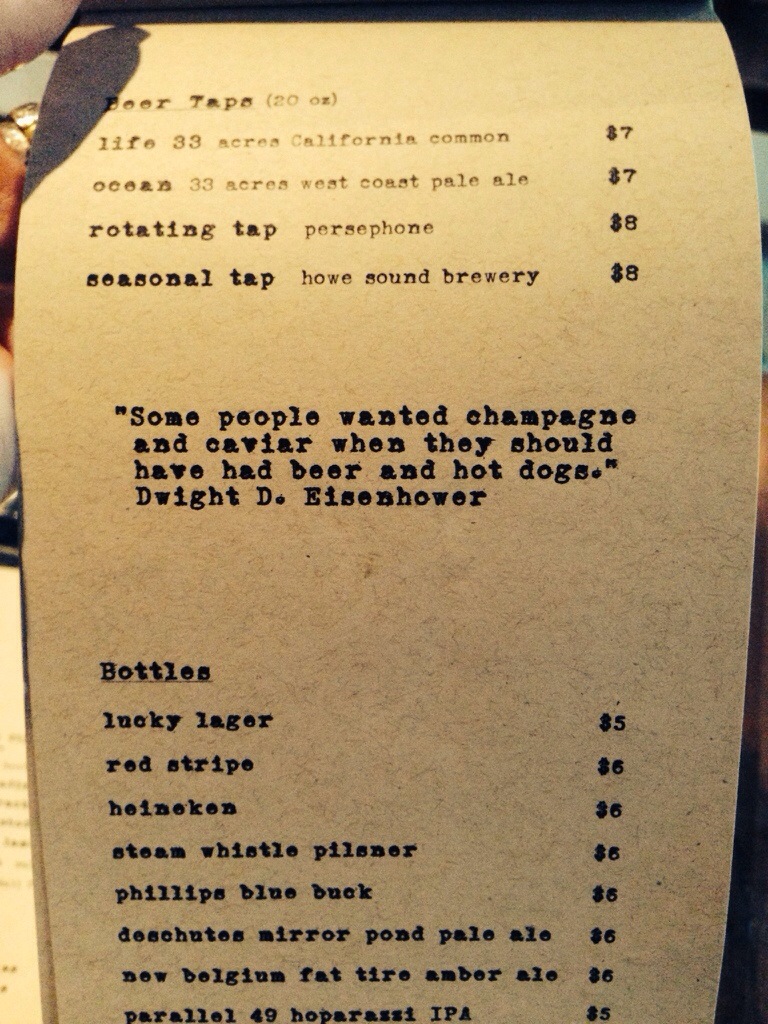 Beer Taps (20 oz)
life 33 acres California common $7
ocean 33 acres west coast pale ale $7
rotating tap persephone $8
seasonal tap howe sound brewery $8
"Some people wanted champagne
and caviar when they should
have had beer and hot dogs."
Dwight D. Eisenhower
Bottles
lucky lager $5
red stripe $6
heineken $6
steam whistle pilsner $6
phillips blue buck $6
deschutes mirror pond pale ale $6
new belgium fat tire amber ale $6
parallel 49 hoparazzi IPA $5